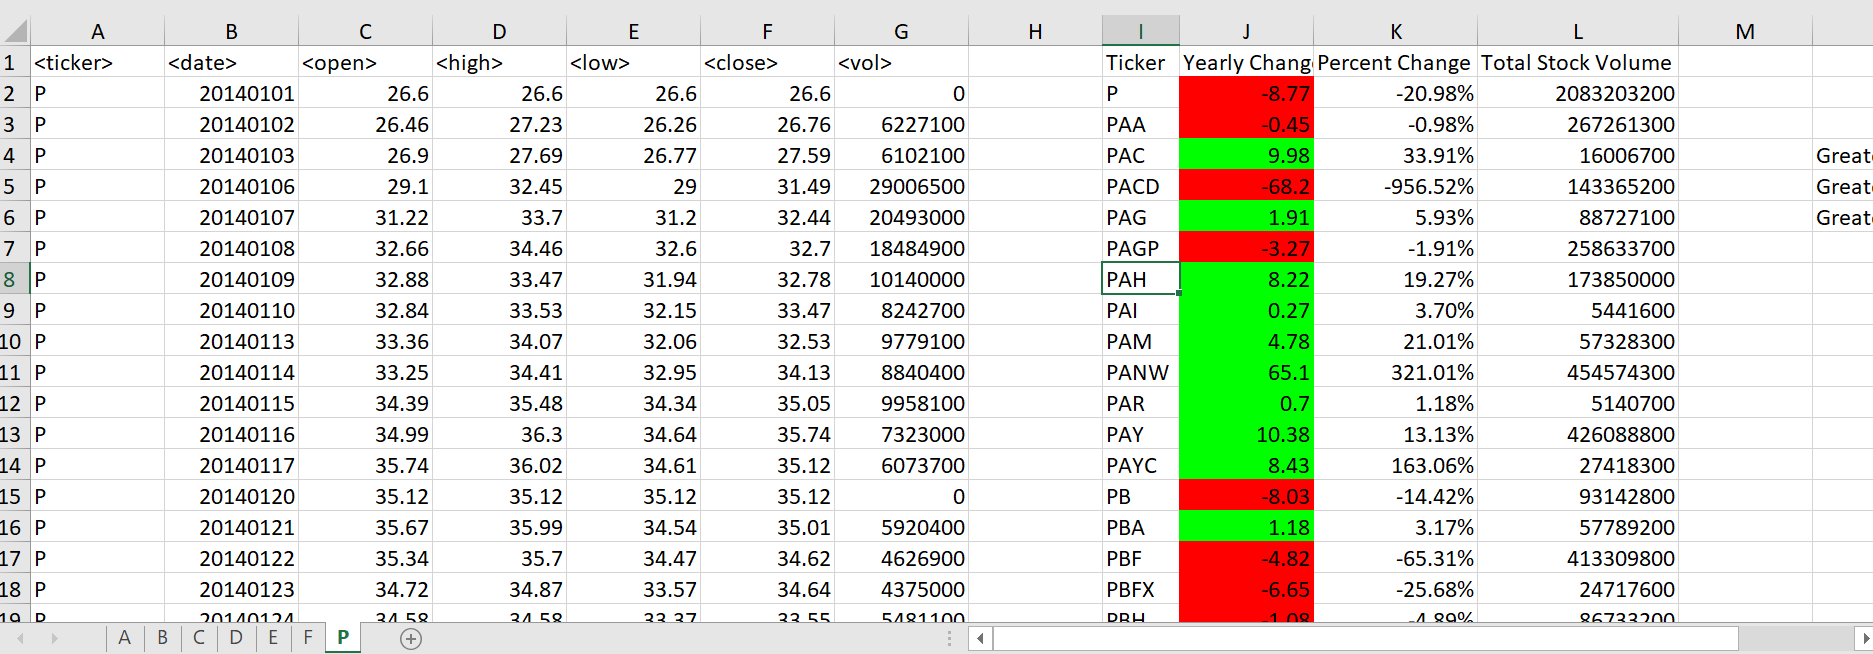 A B C D E F G H I J K L M
1 <ticker> <date> <open> <high> <low> <close> <vol> Ticker Yearly Chang Percent Change Total Stock Volume
2 P 20140101 26.6 26.6 26.6 26.6 0 P -8.77 -20.98% 2083203200
3 P 20140102 26.46 27.23 26.26 26.76 6227100 PAA -0.45 -0.98% 267261300
4 P 20140103 26.9 27.69 26.77 27.59 6102100 PAC 9.98 33.91% 16006700 Great
5 P 20140106 29.1 32.45 29 31.49 29006500 PACD -68.2 -956.52% 143365200 Great
6 P 20140107 31.22 33.7 31.2 32.44 20493000 PAG 1.91 5.93% 88727100 Great
7 P 20140108 32.66 34.46 32.6 32.7 18484900 PAGP -3.27 -1.91% 258633700
8 P 20140109 32.88 33.47 31.94 32.78 10140000 PAH 8.22 19.27% 173850000
9 P 20140110 32.84 33.53 32.15 33.47 8242700 PAI 0.27 3.70% 5441600
10 P 20140113 33.36 34.07 32.06 32.53 9779100 PAM 4.78 21.01% 57328300
11 P 20140114 33.25 34.41 32.95 34.13 8840400 PANW 65.1 321.01% 454574300
12 P 20140115 34.39 35.48 34.34 35.05 9958100 PAR 0.7 1.18% 5140700
13 P 20140116 34.99 36.3 34.64 35.74 7323000 PAY 10.38 13.13% 426088800
14 P 20140117 35.74 36.02 34.61 35.12 6073700 PAYC 8.43 163.06% 27418300
15 P 20140120 35.12 35.12 35.12 35.12 0 PB -8.03 -14.42% 93142800
16 P 20140121 35.67 35.99 34.54 35.01 5920400 PBA 1.18 3.17% 57789200
17 P 20140122 35.34 35.7 34.47 34.62 4626900 PBF -4.82 -65.31% 413309800
18 P 20140123 34.72 34.87 33.57 34.64 4375000 PBFX -6.65 -25.68% 24717600
19 P 20140124 34.58 34.58 33.37 33.55 5481100 PBH -1.08 -4.89% 86733200
A B C D E F P